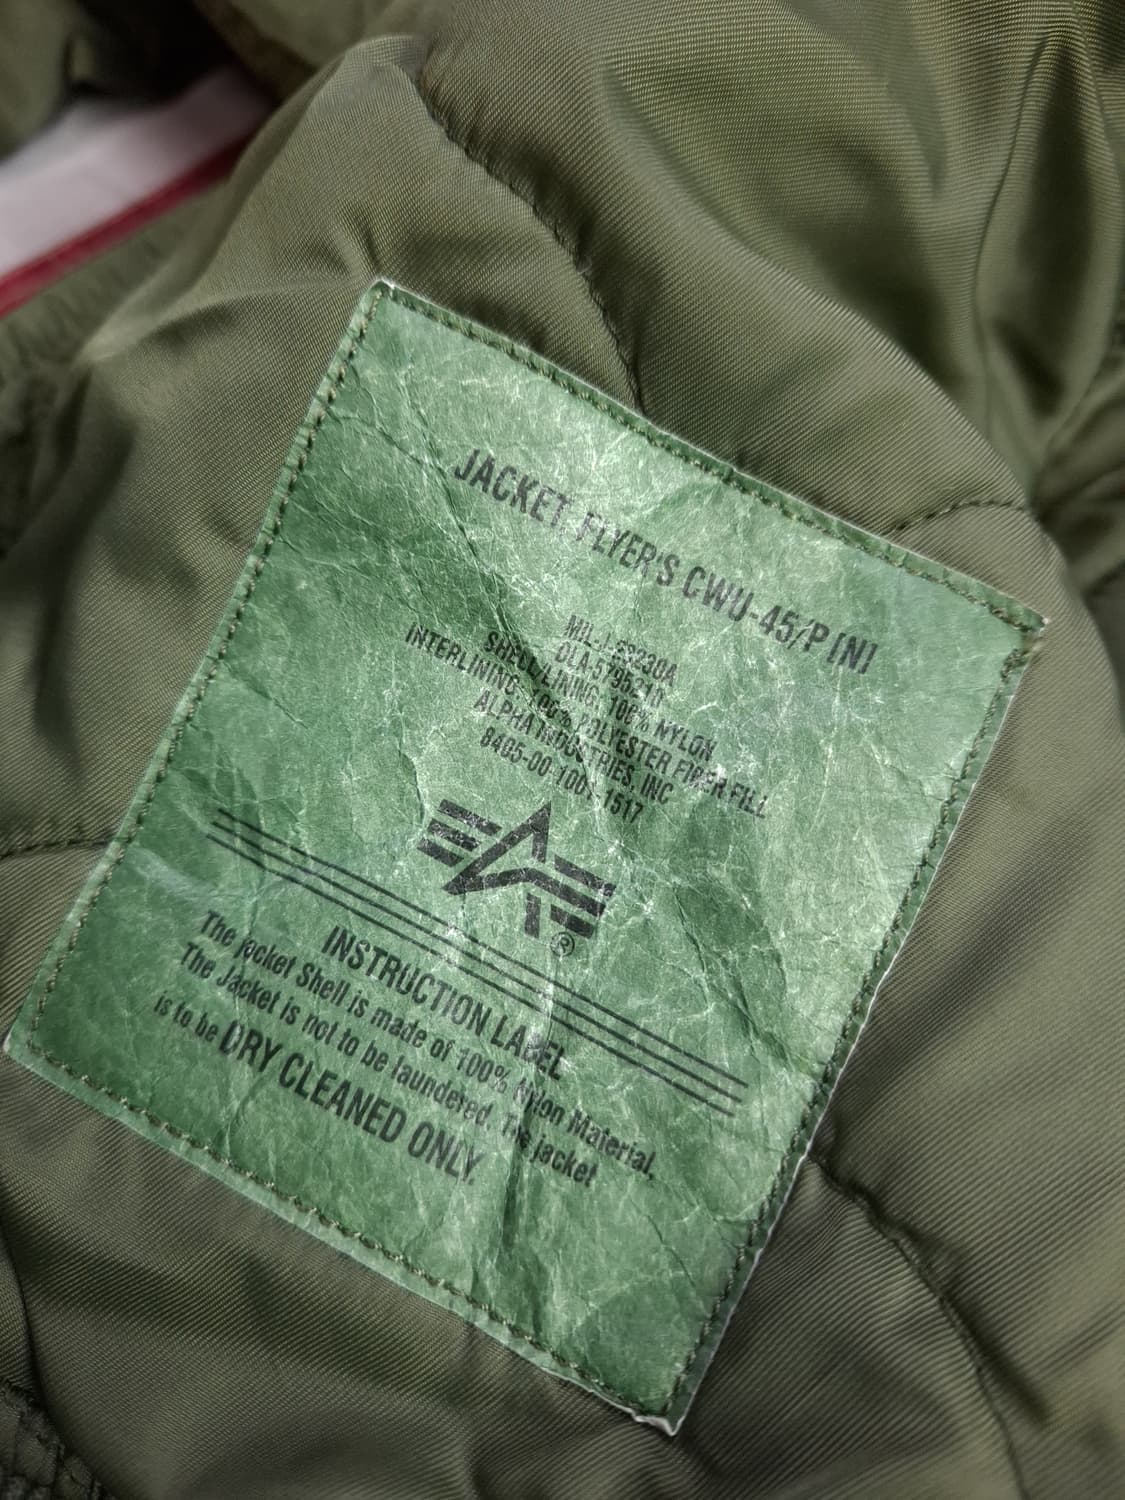 JACKET, FLYER'S CWU-45/P [N]
MIL-J-83230A
DLA-5795210
SHELL/LINING: 100% NYLON
INTERLINING: 100% POLYESTER FIBER FILL
ALPHA INDUSTRIES, INC
8405-00-1001-1517
®
INSTRUCTION LABEL
The jacket Shell is made of 100% Nylon Material.
The Jacket is not to be laundered. The jacket
is to be DRY CLEANED ONLY.